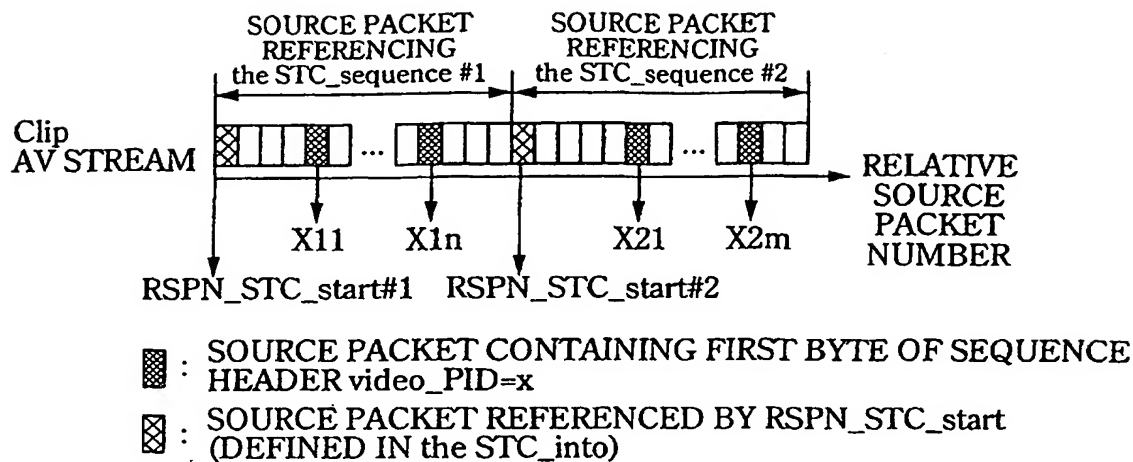 SOURCE PACKET
REFERENCING
the STC_sequence #1
SOURCE PACKET
REFERENCING
the STC_sequence #2
Clip
AV STREAM
...
...
RELATIVE
SOURCE
PACKET
NUMBER
X11
X1n
X21
X2m
RSPN_STC_start#1
RSPN_STC_start#2
: SOURCE PACKET CONTAINING FIRST BYTE OF SEQUENCE
HEADER video_PID=x
: SOURCE PACKET REFERENCED BY RSPN_STC_start
(DEFINED IN the STC_into)